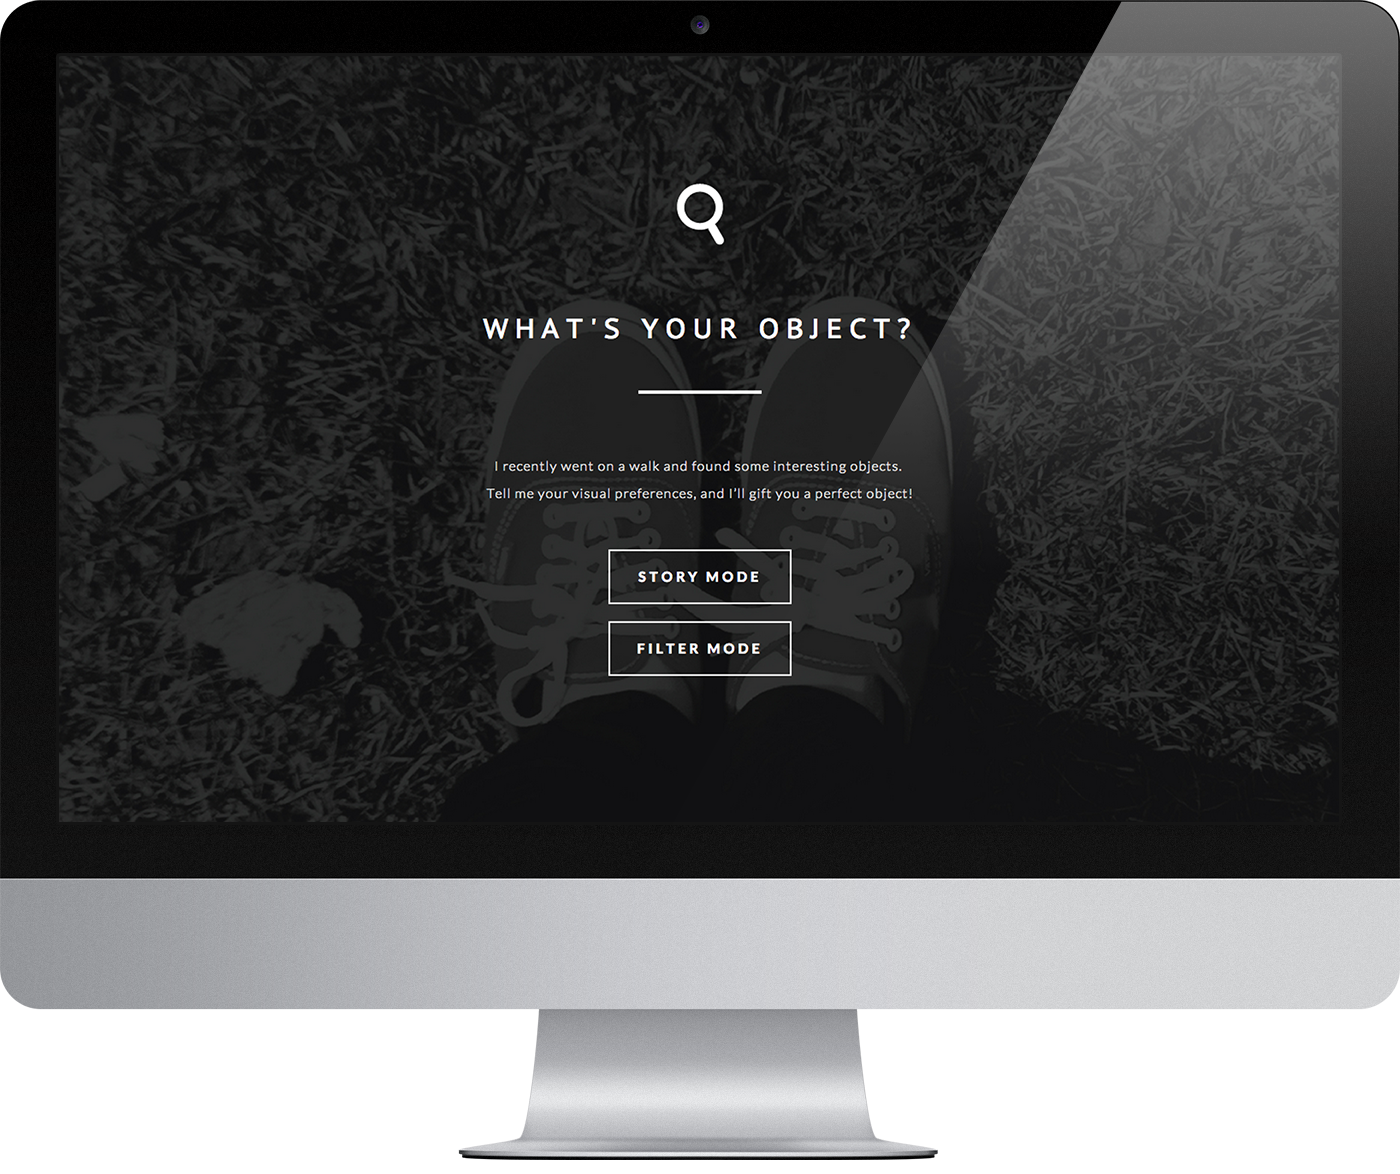 WHAT'S YOUR OBJECT?
I recently went on a walk and found some interesting objects.
Tell me your visual preferences, and I'll gift you a perfect object!
STORY MODE
FILTER MODE